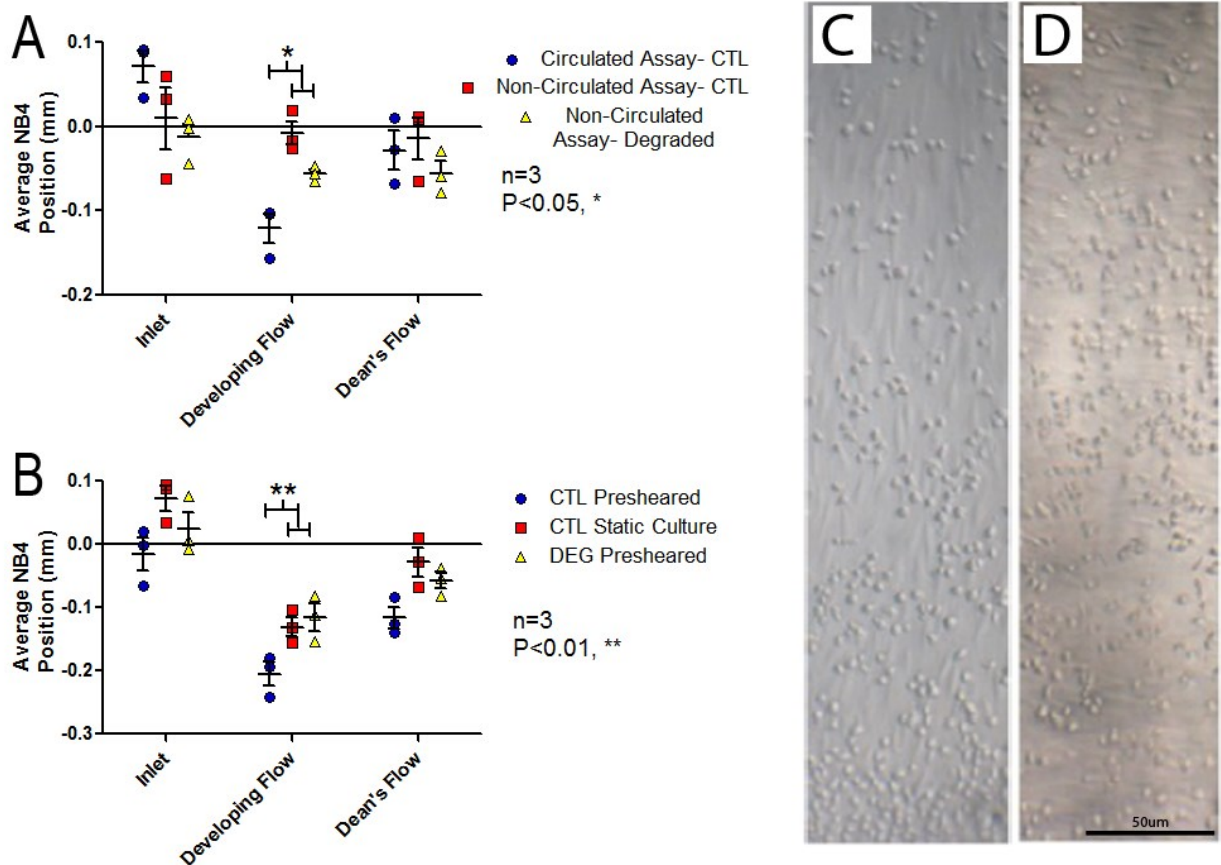 A
Average NB4
Position (mm)
0.1
0.0
-0.1
-0.2
*
Inlet
Developing Flow
Dean's Flow
Circulated Assay- CTL
Non-Circulated Assay- CTL
Non-Circulated
Assay- Degraded
n=3
P<0.05, *
B
Average NB4
Position (mm)
0.1
0.0
-0.1
-0.2
-0.3
**
Inlet
Developing Flow
Dean's Flow
CTL Presheared
CTL Static Culture
DEG Presheared
n=3
P<0.01, **
C
D
50um